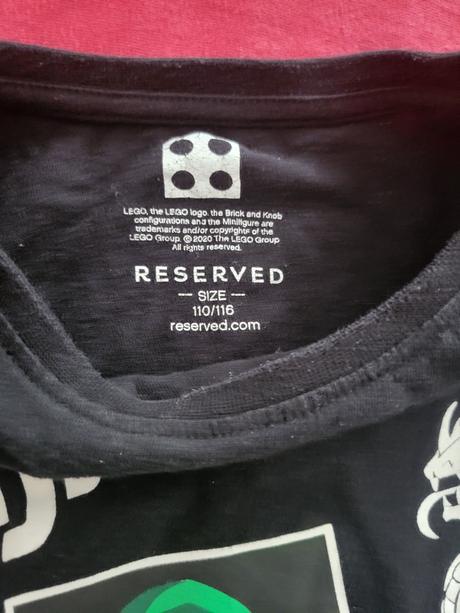 LEGO, the LEGO logo, the Brick and Knob
configurations and the Minifigure are
trademarks and/or copyrights of the
LEGO Group. ©2020 The LEGO Group
All rights reserved.
RESERVED
— SIZE —
110/116
reserved.com